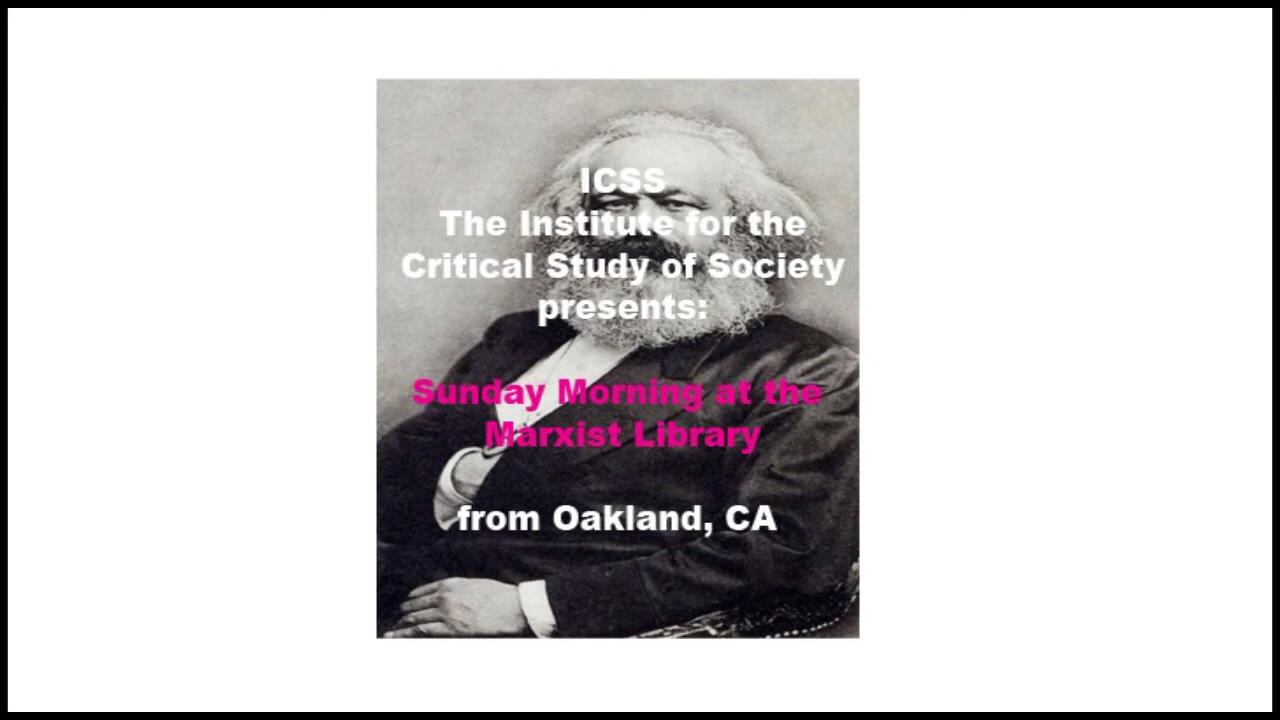 ICSS
The Institute for the
Critical Study of Society
presents:
Sunday Morning at the
Marxist Library
from Oakland, CA